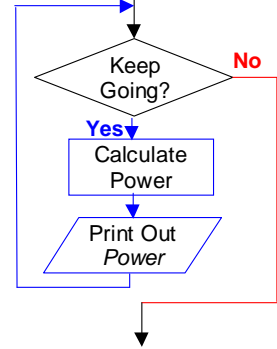 Keep
Going?
No
Yes
Calculate
Power
Print Out
Power